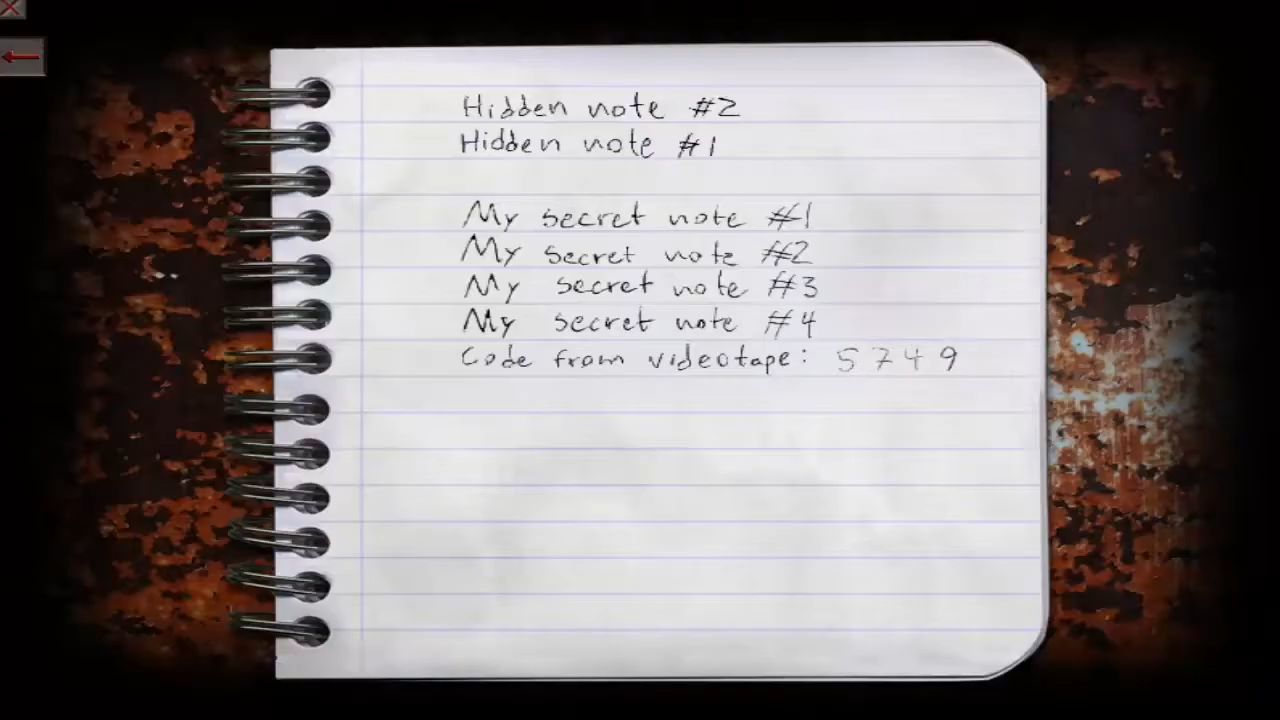 Hidden note #2
Hidden note #1
My secret note #1
My secret note #2
My secret note #3
My secret note #4
Code from videotape: 5749